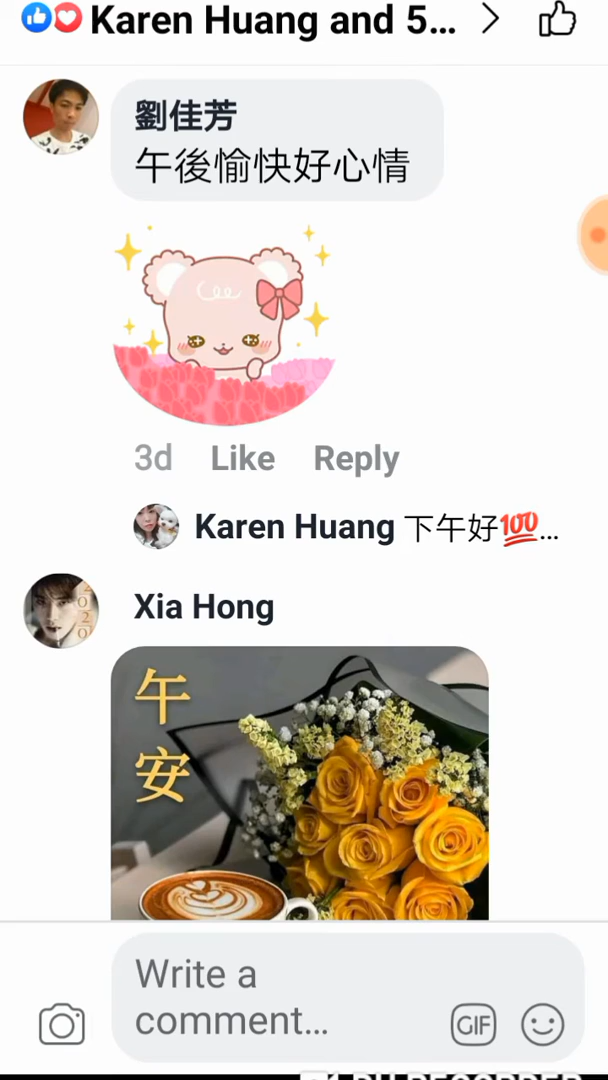 Karen Huang and 5...
劉佳芳
午後愉快好心情
3d Like Reply
Karen Huang 下午好💯...
Xia Hong
午安
Write a
comment...
GIF